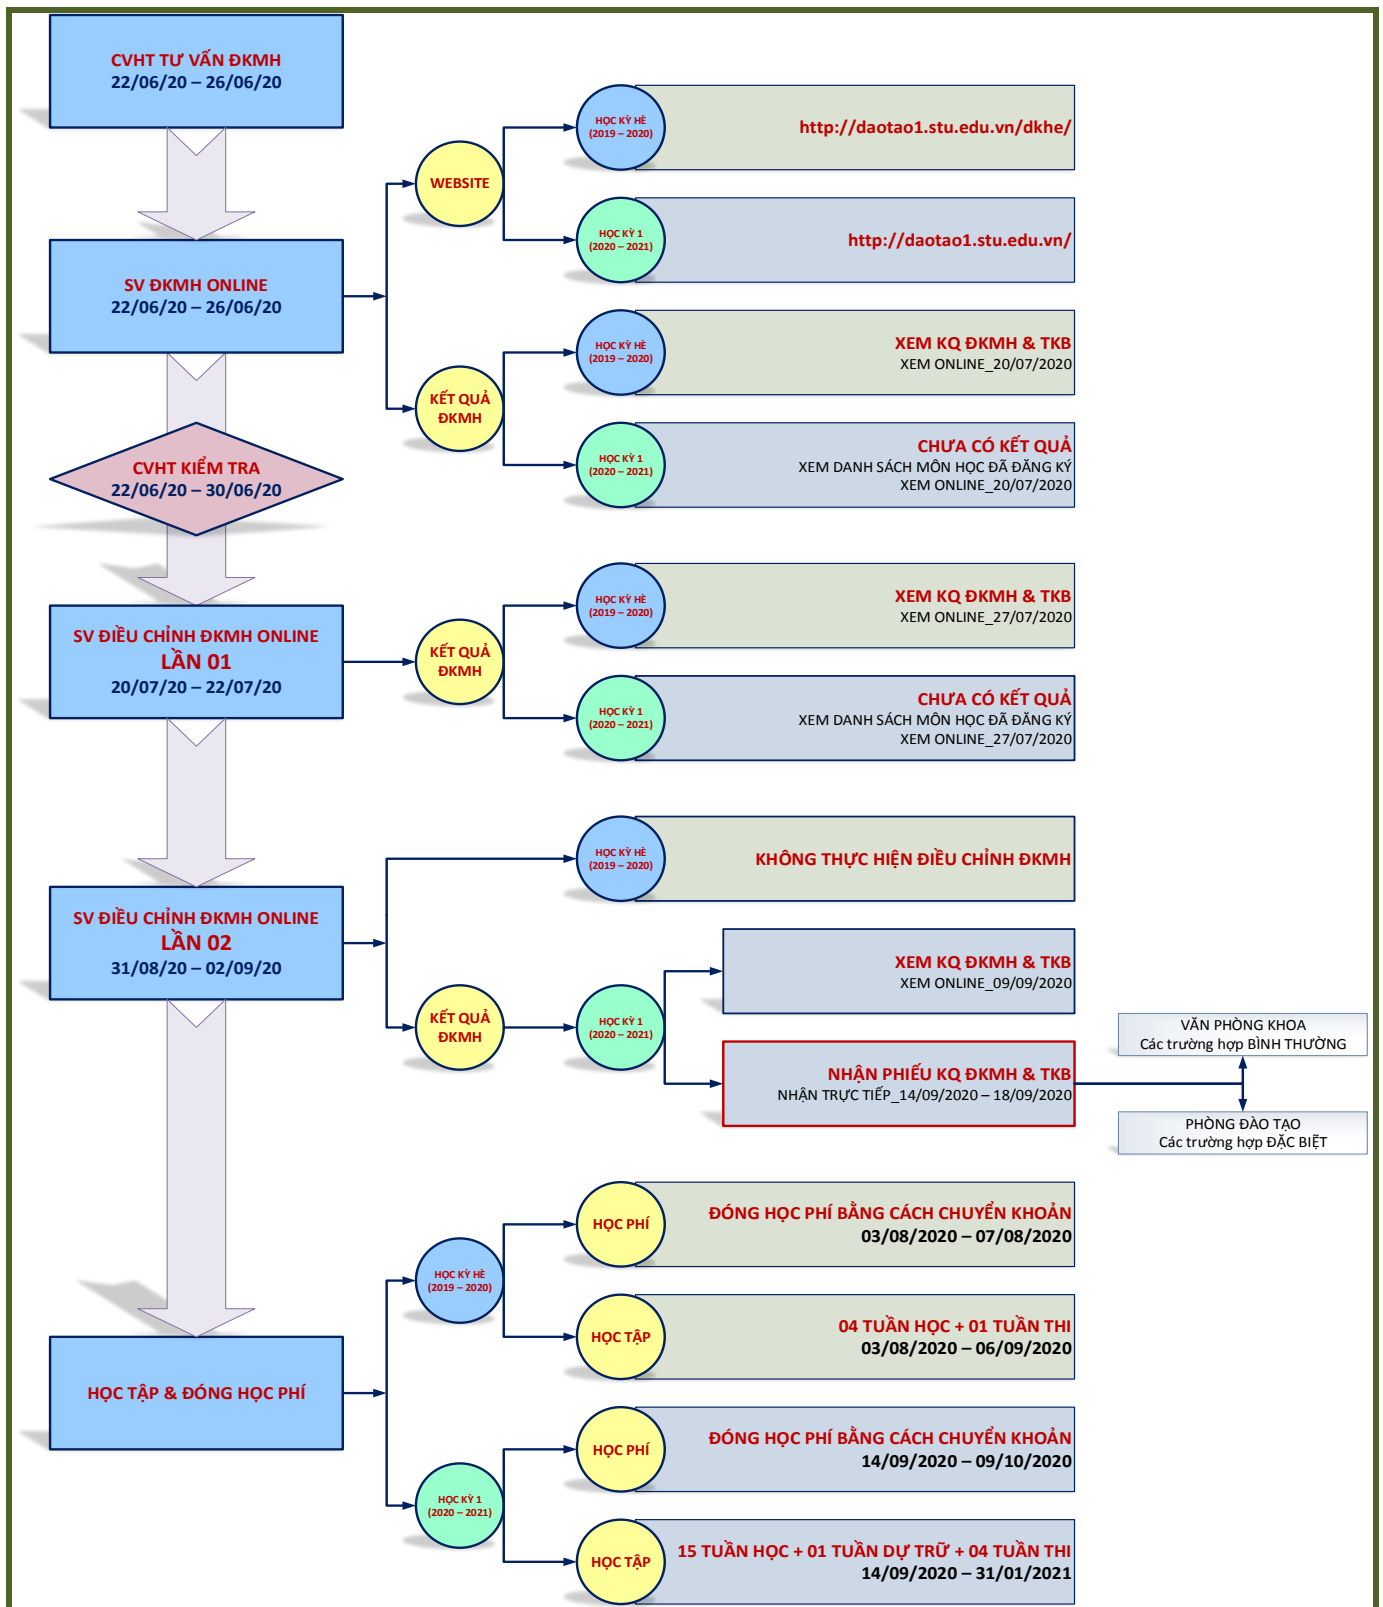 CVHT TƯ VẤN ĐKMH
22/06/20 – 26/06/20
SV ĐKMH ONLINE
22/06/20 – 26/06/20
WEBSITE
HỌC KỲ HÈ
(2019 – 2020)
http://daotao1.stu.edu.vn/dkhe/
HỌC KỲ 1
(2020 – 2021)
http://daotao1.stu.edu.vn/
KẾT QUẢ
ĐKMH
HỌC KỲ HÈ
(2019 – 2020)
XEM KQ ĐKMH & TKB
XEM ONLINE_20/07/2020
HỌC KỲ 1
(2020 – 2021)
CHƯA CÓ KẾT QUẢ
XEM DANH SÁCH MÔN HỌC ĐÃ ĐĂNG KÝ
XEM ONLINE_20/07/2020
CVHT KIỂM TRA
22/06/20 – 30/06/20
SV ĐIỀU CHỈNH ĐKMH ONLINE
LẦN 01
20/07/20 – 22/07/20
KẾT QUẢ
ĐKMH
HỌC KỲ HÈ
(2019 – 2020)
XEM KQ ĐKMH & TKB
XEM ONLINE_27/07/2020
HỌC KỲ 1
(2020 – 2021)
CHƯA CÓ KẾT QUẢ
XEM DANH SÁCH MÔN HỌC ĐÃ ĐĂNG KÝ
XEM ONLINE_27/07/2020
SV ĐIỀU CHỈNH ĐKMH ONLINE
LẦN 02
31/08/20 – 02/09/20
HỌC KỲ HÈ
(2019 – 2020)
KHÔNG THỰC HIỆN ĐIỀU CHỈNH ĐKMH
KẾT QUẢ
ĐKMH
HỌC KỲ 1
(2020 – 2021)
XEM KQ ĐKMH & TKB
XEM ONLINE_09/09/2020
NHẬN PHIẾU KQ ĐKMH & TKB
NHẬN TRỰC TIẾP_14/09/2020 – 18/09/2020
VĂN PHÒNG KHOA
Các trường hợp BÌNH THƯỜNG
PHÒNG ĐÀO TẠO
Các trường hợp ĐẶC BIỆT
HỌC TẬP & ĐÓNG HỌC PHÍ
HỌC KỲ HÈ
(2019 – 2020)
HỌC PHÍ
ĐÓNG HỌC PHÍ BẰNG CÁCH CHUYỂN KHOẢN
03/08/2020 – 07/08/2020
HỌC TẬP
04 TUẦN HỌC + 01 TUẦN THI
03/08/2020 – 06/09/2020
HỌC KỲ 1
(2020 – 2021)
HỌC PHÍ
ĐÓNG HỌC PHÍ BẰNG CÁCH CHUYỂN KHOẢN
14/09/2020 – 09/10/2020
HỌC TẬP
15 TUẦN HỌC + 01 TUẦN DỰ TRỮ + 04 TUẦN THI
14/09/2020 – 31/01/2021